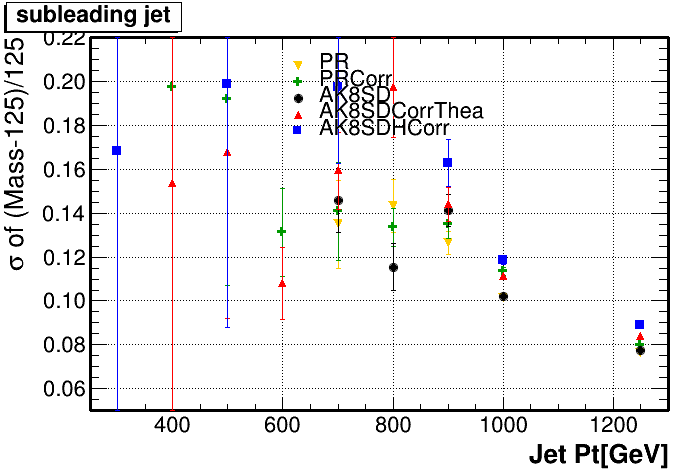 subleading jet
σ of (Mass-125)/125
0.22
0.20
0.18
0.16
0.14
0.12
0.10
0.08
0.06
PR
PRCorr
AK8SD
AK8SDCorrThea
AK8SDHCorr
400 600 800 1000 1200
Jet Pt[GeV]